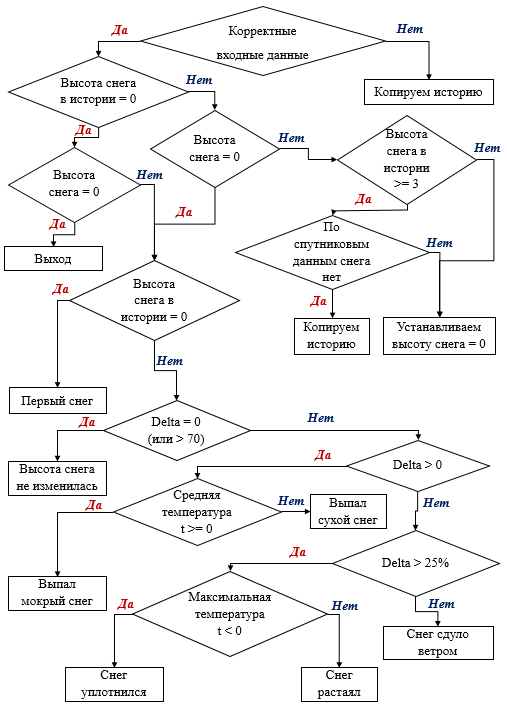 Да
Корректные
входные данные
Нет
Высота снега
в истории = 0
Нет
Копируем историю
Да
Высота
снега = 0
Нет
Высота
снега в
истории
>= 3
Высота
снега = 0
Нет
Да
Да
Да
По
спутниковым
данным снега
нет
Нет
Выход
Да
Высота
снега в
истории = 0
Да
Копируем
историю
Устанавливаем
высоту снега = 0
Нет
Первый снег
Да
Delta = 0
(или > 70)
Нет
Высота снега
не изменилась
Да
Delta > 0
Средняя
температура
t >= 0
Нет
Выпал
сухой снег
Нет
Да
Выпал
мокрый снег
Да
Delta > 25%
Максимальная
температура
t < 0
Да
Нет
Нет
Снег сдуло
ветром
Снег
уплотнился
Снег
растаял